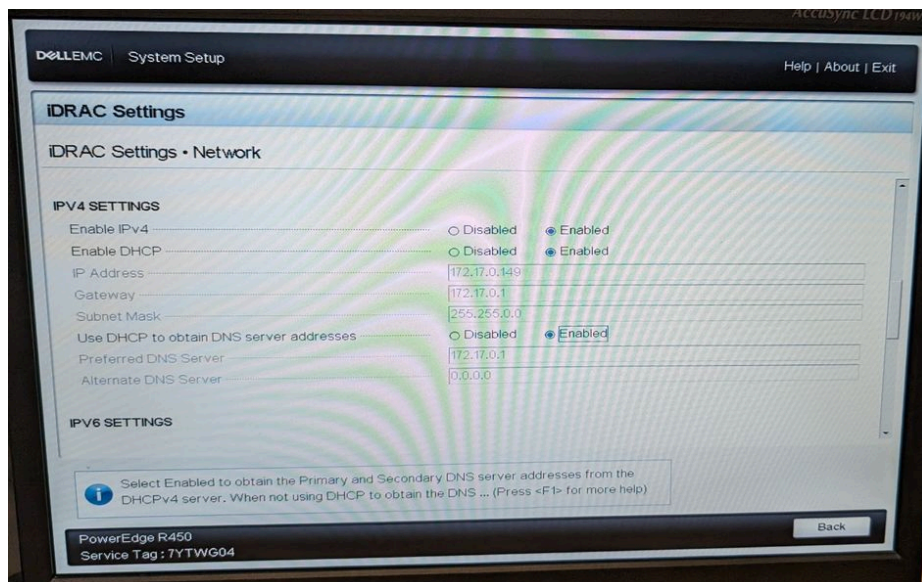 AccuSync LCD194W
DELLEMC System Setup
Help | About | Exit
iDRAC Settings
iDRAC Settings • Network
IPV4 SETTINGS
Enable IPv4 Disabled Enabled
Enable DHCP Disabled Enabled
IP Address 172.17.0.149
Gateway 172.17.0.1
Subnet Mask 255.255.0.0
Use DHCP to obtain DNS server addresses Disabled Enabled
Preferred DNS Server 172.17.0.1
Alternate DNS Server 0.0.0.0
IPV6 SETTINGS
i
Select Enabled to obtain the Primary and Secondary DNS server addresses from the
DHCPv4 server. When not using DHCP to obtain the DNS ... (Press <F1> for more help)
PowerEdge R450
Service Tag : 7YTWG04
Back